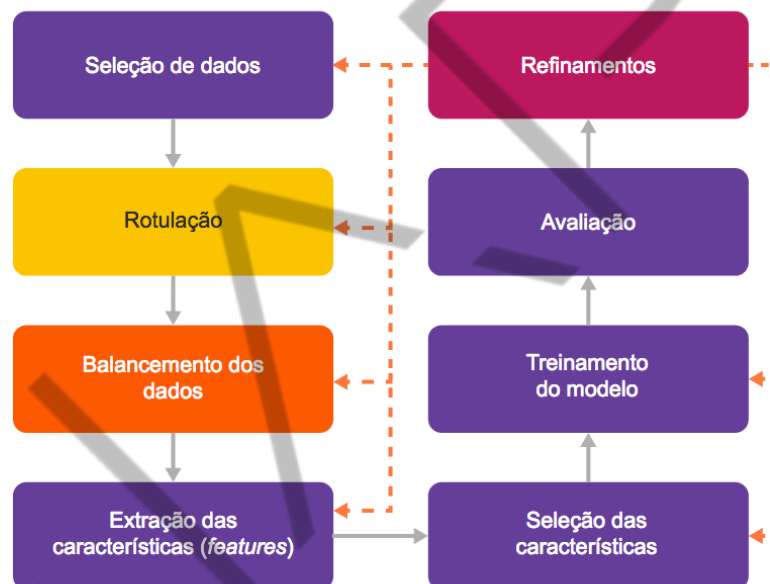 Seleção de dados
Rotulação
Balancemento dos
dados
Extração das
características (features)
Seleção das
características
Treinamento
do modelo
Avaliação
Refinamentos